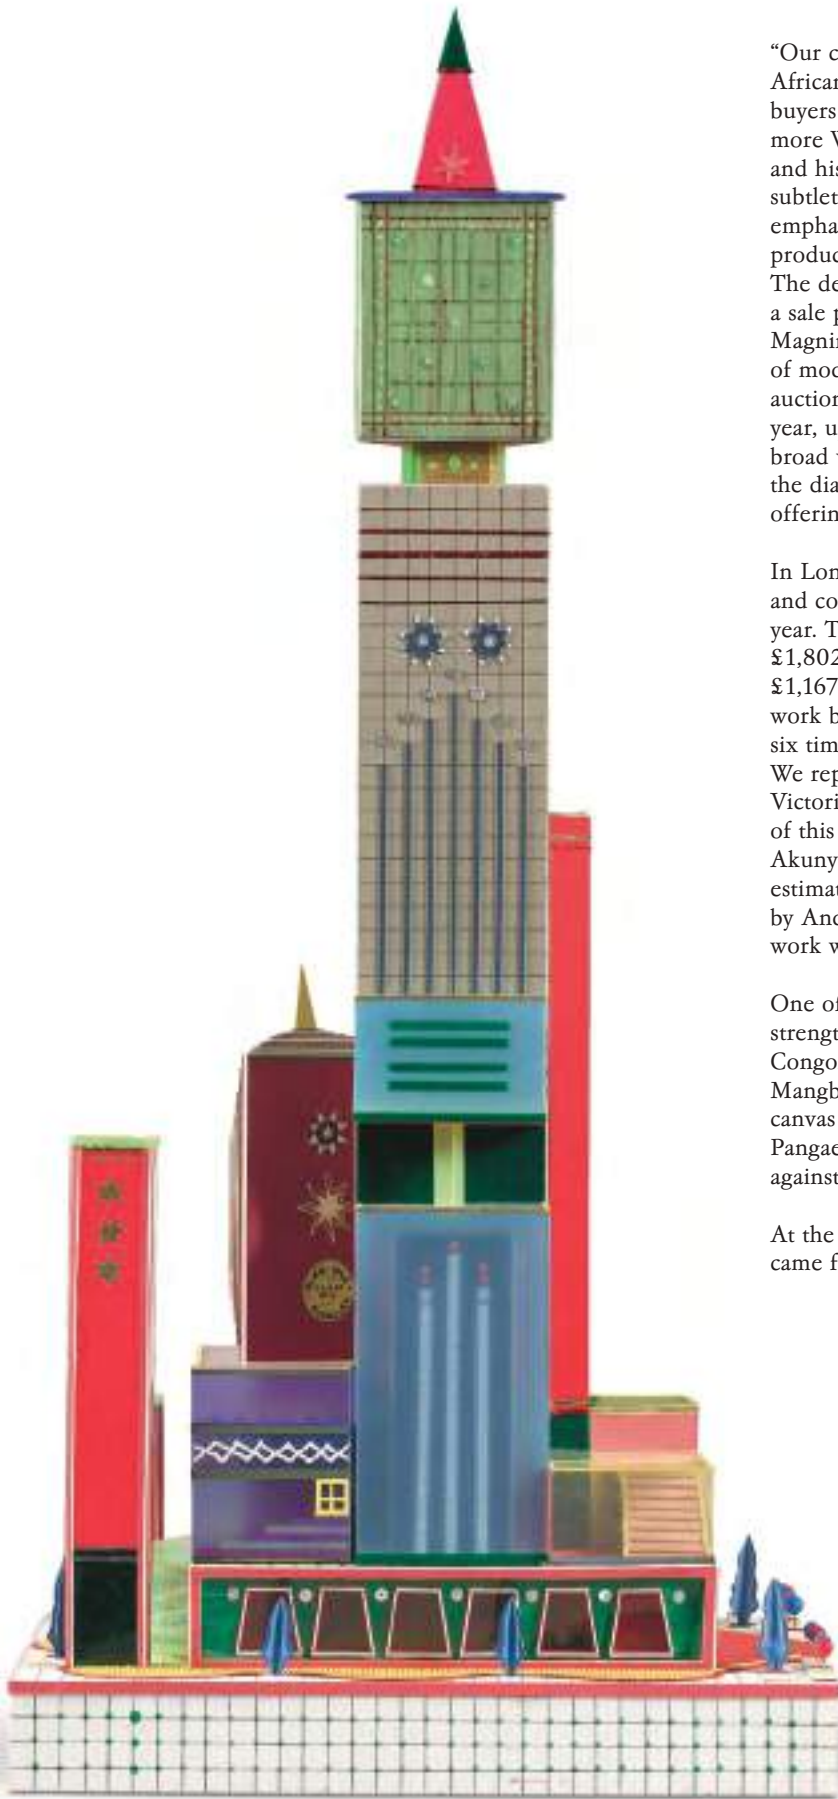 “Our c
African
buyers
more V
and his
subtlet
empha
produc
The de
a sale p
Magnin
of mod
auction
year, u
broad v
the dia
offerin
In Lon
and co
year. T
£1,802
£1,167
work b
six tim
We rep
Victori
of this
Akuny
estimat
by And
work w
One of
strengt
Congo
Mangb
canvas
Pangae
against
At the
came f